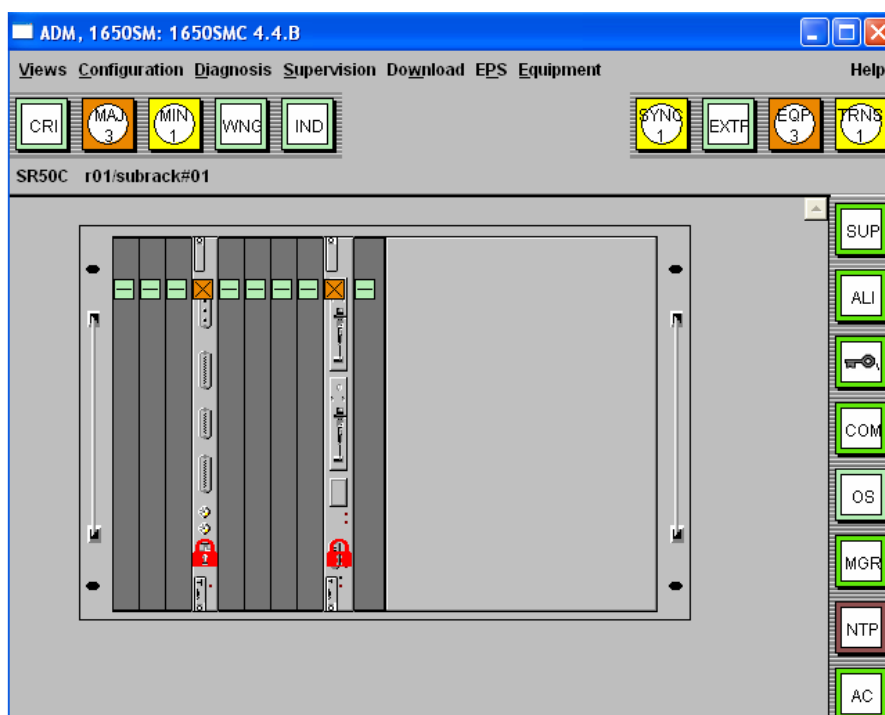 ADM, 1650SM: 1650SMC 4.4.B
Views Configuration Diagnosis Supervision Download EPS Equipment Help
CRI MAJ 3 MIN 1 WNG IND SYNC 1 EXTP EQP 3 TRNS 1
SR50C r01/subrack#01
SUP
ALI
COM
OS
MGR
NTP
AC